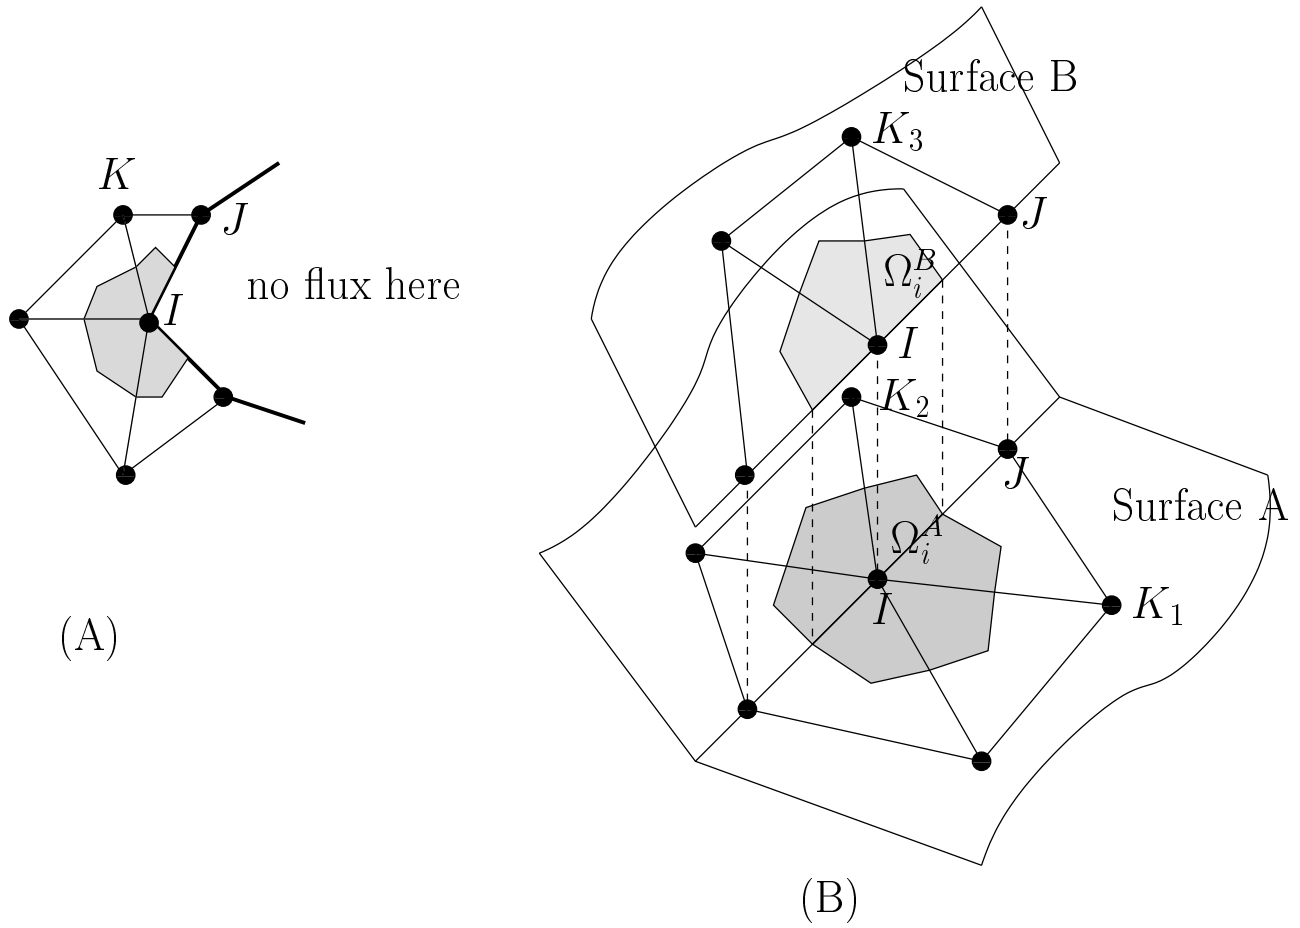 K
J
I
no flux here
(A)
Surface B
K₃
J
Ω_i^B
I
K₂
J
Surface A
Ω_i^A
I
K₁
(B)